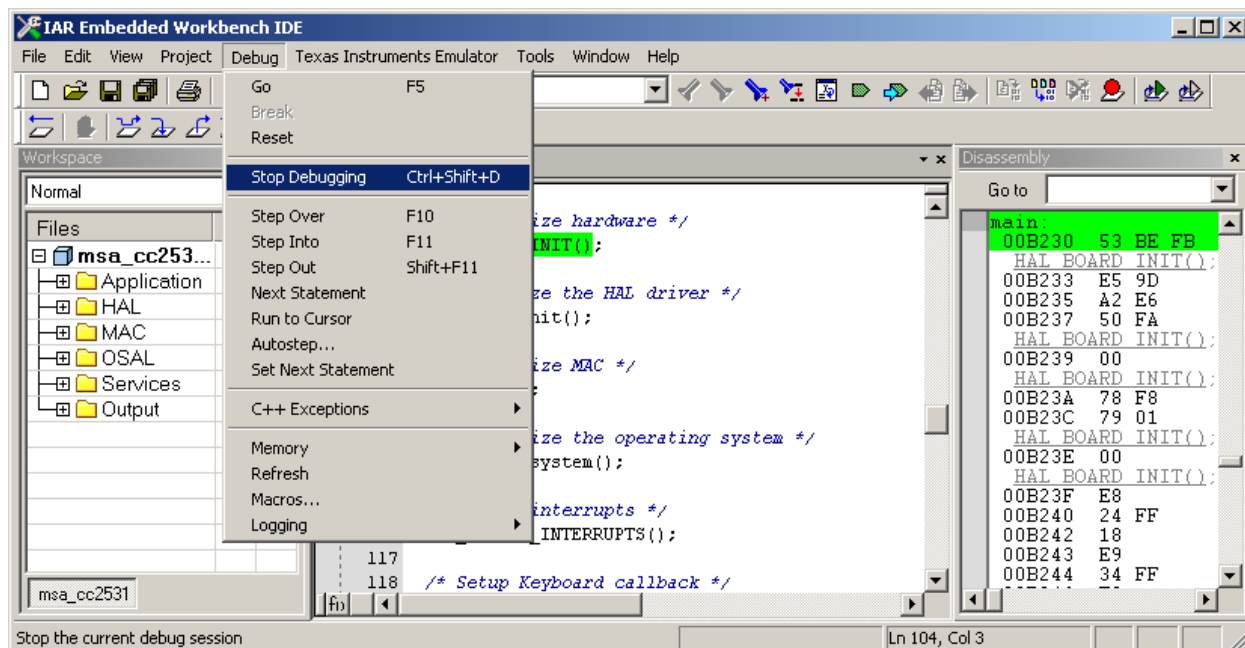 IAR Embedded Workbench IDE
File Edit View Project Debug Texas Instruments Emulator Tools Window Help
Go F5
Break
Reset
Stop Debugging Ctrl+Shift+D
Step Over F10
Step Into F11
Step Out Shift+F11
Next Statement
Run to Cursor
Autostep...
Set Next Statement
C++ Exceptions
Memory
Refresh
Macros...
Logging
Workspace
Normal
Files
msa_cc253...
Application
HAL
MAC
OSAL
Services
Output
msa_cc2531
ize hardware */
INIT();
ze the HAL driver */
nit();
ize MAC */
;
ize the operating system */
system();
interrupts */
_INTERRUPTS();
117
118 /* Setup Keyboard callback */
Disassembly
Go to
main:
00B230 53 BE FB
HAL_BOARD_INIT();
00B233 E5 9D
00B235 A2 E6
00B237 50 FA
HAL_BOARD_INIT();
00B239 00
HAL_BOARD_INIT();
00B23A 78 F8
00B23C 79 01
HAL_BOARD_INIT();
00B23E 00
HAL_BOARD_INIT();
00B23F E8
00B240 24 FF
00B242 18
00B243 E9
00B244 34 FF
Stop the current debug session
Ln 104, Col 3